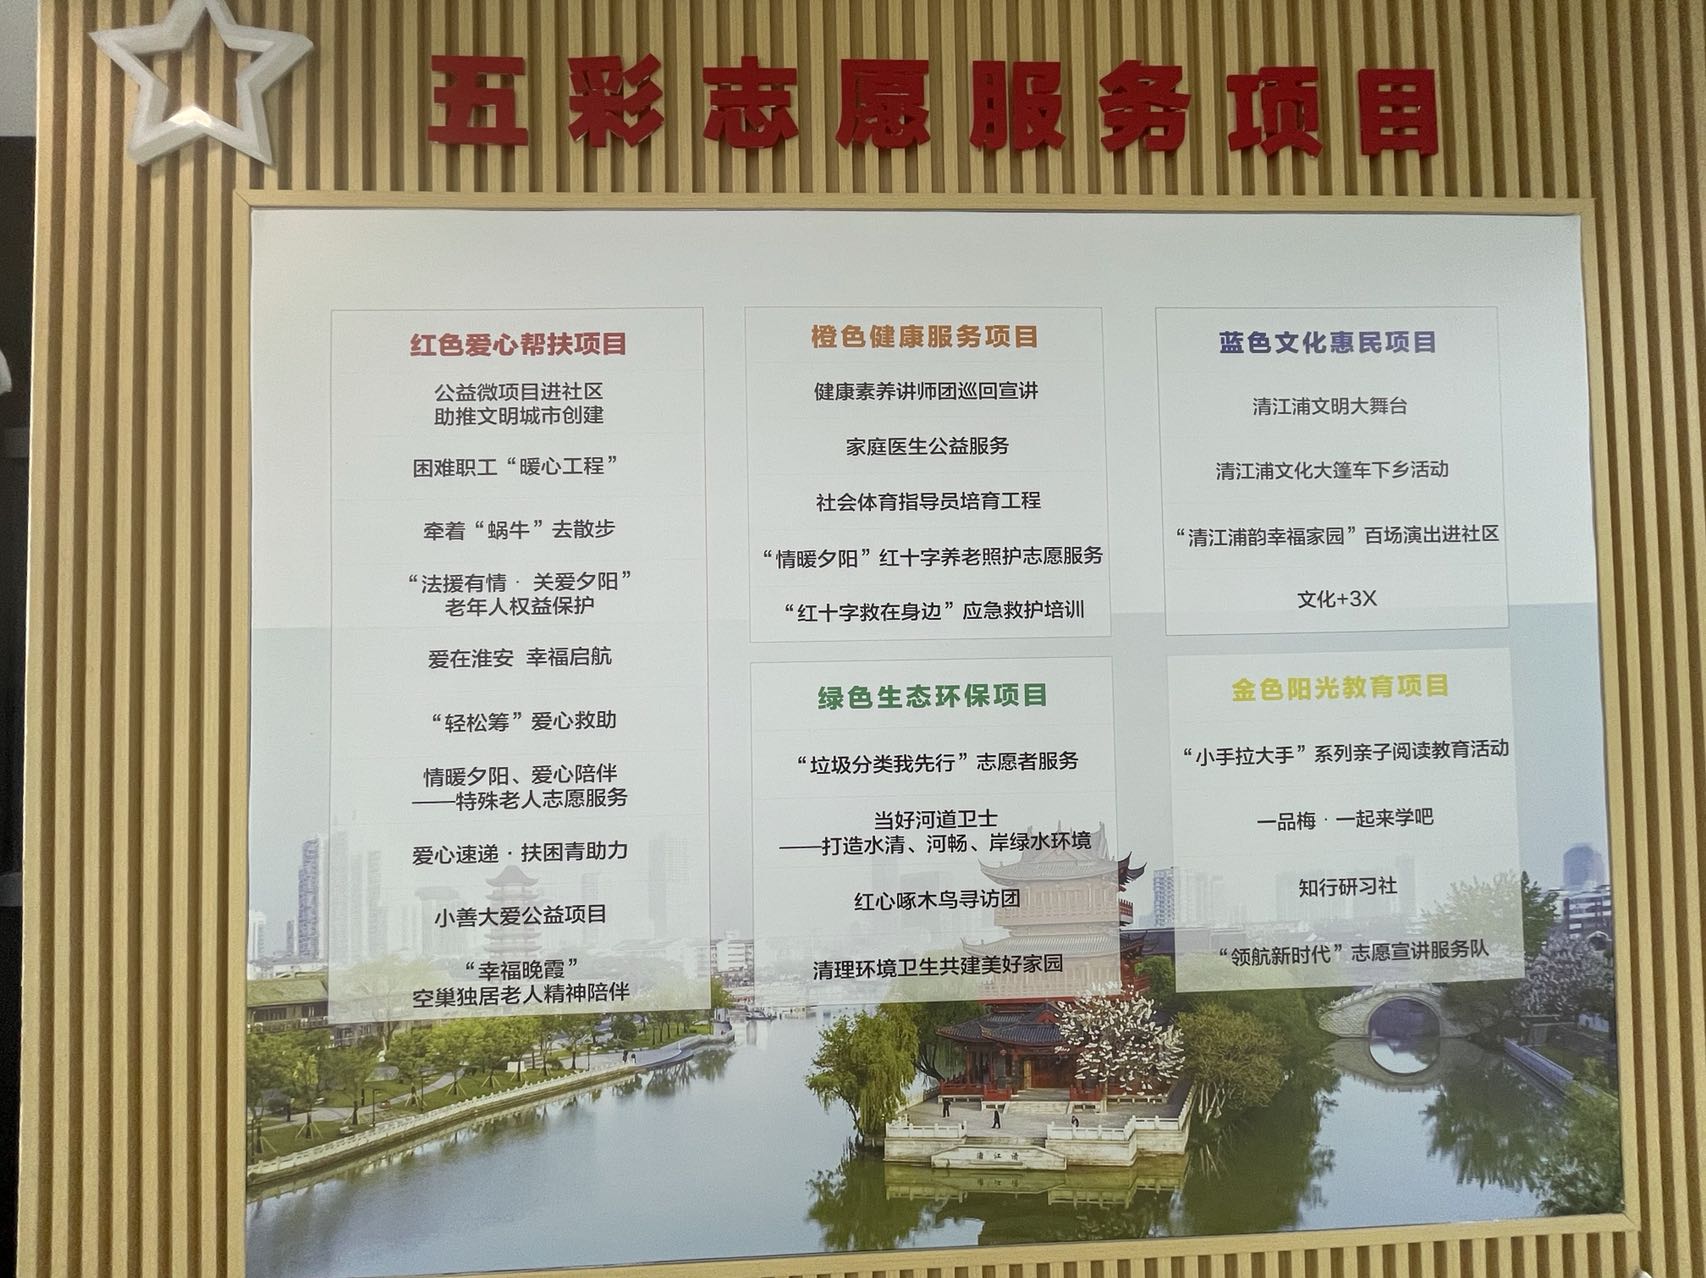 五彩志愿服务项目
红色爱心帮扶项目
公益微项目进社区
助推文明城市创建
困难职工“暖心工程”
牵着“蜗牛”去散步
“法援有情·关爱夕阳”
老年人权益保护
爱在淮安 幸福启航
“轻松筹”爱心救助
情暖夕阳、爱心陪伴
——特殊老人志愿服务
爱心速递·扶困青助力
小善大爱公益项目
“幸福晚霞”
空巢独居老人精神陪伴
橙色健康服务项目
健康素养讲师团巡回宣讲
家庭医生公益服务
社会体育指导员培育工程
“情暖夕阳”红十字养老照护志愿服务
“红十字救在身边”应急救护培训
绿色生态环保项目
“垃圾分类我先行”志愿者服务
当好河道卫士
——打造水清、河畅、岸绿水环境
红心啄木鸟寻访团
清理环境卫生共建美好家园
蓝色文化惠民项目
清江浦文明大舞台
清江浦文化大篷车下乡活动
“清江浦韵幸福家园”百场演出进社区
文化+3X
金色阳光教育项目
“小手拉大手”系列亲子阅读教育活动
一品梅·一起来学吧
知行研习社
“领航新时代”志愿宣讲服务队
浦江清